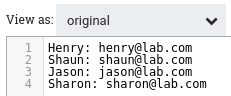 View as: original
1 Henry: henry@lab.com
2 Shaun: shaun@lab.com
3 Jason: jason@lab.com
4 Sharon: sharon@lab.com